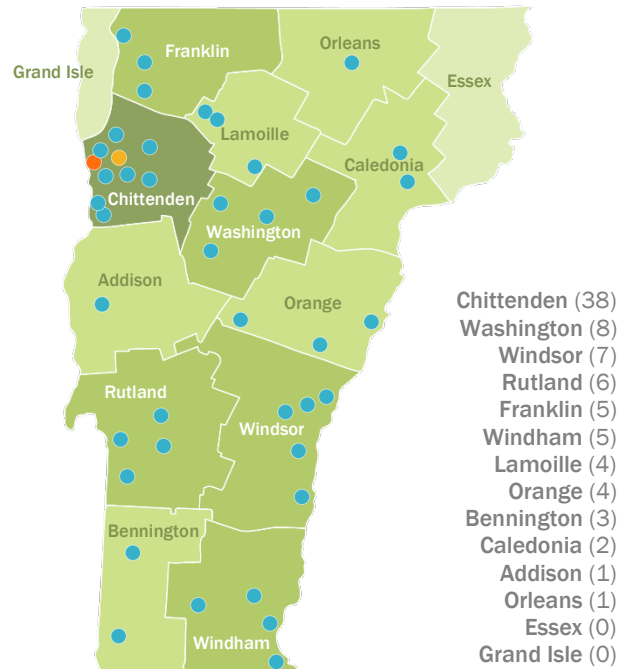 Franklin
Orleans
Grand Isle
Essex
Lamoille
Caledonia
Chittenden
Washington
Addison
Orange
Rutland
Windsor
Bennington
Windham
Chittenden (38)
Washington (8)
Windsor (7)
Rutland (6)
Franklin (5)
Windham (5)
Lamoille (4)
Orange (4)
Bennington (3)
Caledonia (2)
Addison (1)
Orleans (1)
Essex (0)
Grand Isle (0)